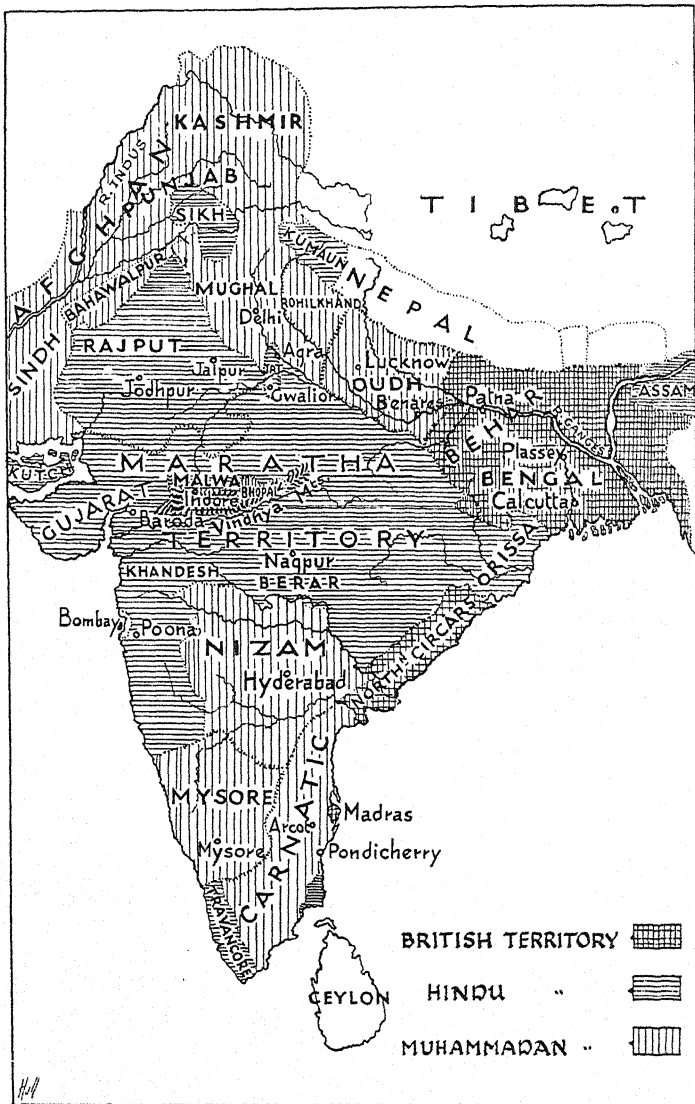 KASHMIR
R. INDUS
PUNJAB
AFGHAN
SIKH
TIBET
KUMAUN
NEPAL
BAHAWALPUR
MUGHAL
ROHILKHAND
Delhi
SINDH
RAJPUT
Agra
Jaipur
JAT
Lucknow
OUDH
Jodhpur
Gwalior
Benares
Patna
ASSAM
BEHAR
R. GANGES
Plassey
KUTCH
MARATHA
MALWA
BENGAL
Indore
BHOPAL
Calcutta
GUJARAT
Baroda
Vindhya Mts
TERRITORY
ORISSA
Nagpur
KHANDESH
BERAR
Bombay
Poona
NIZAM
NORTHN CIRCARS
Hyderabad
CARNATIC
MYSORE
Madras
Arcot
Mysore
Pondicherry
TRAVANCORE
BRITISH TERRITORY
HINDU "
CEYLON
MUHAMMADAN "